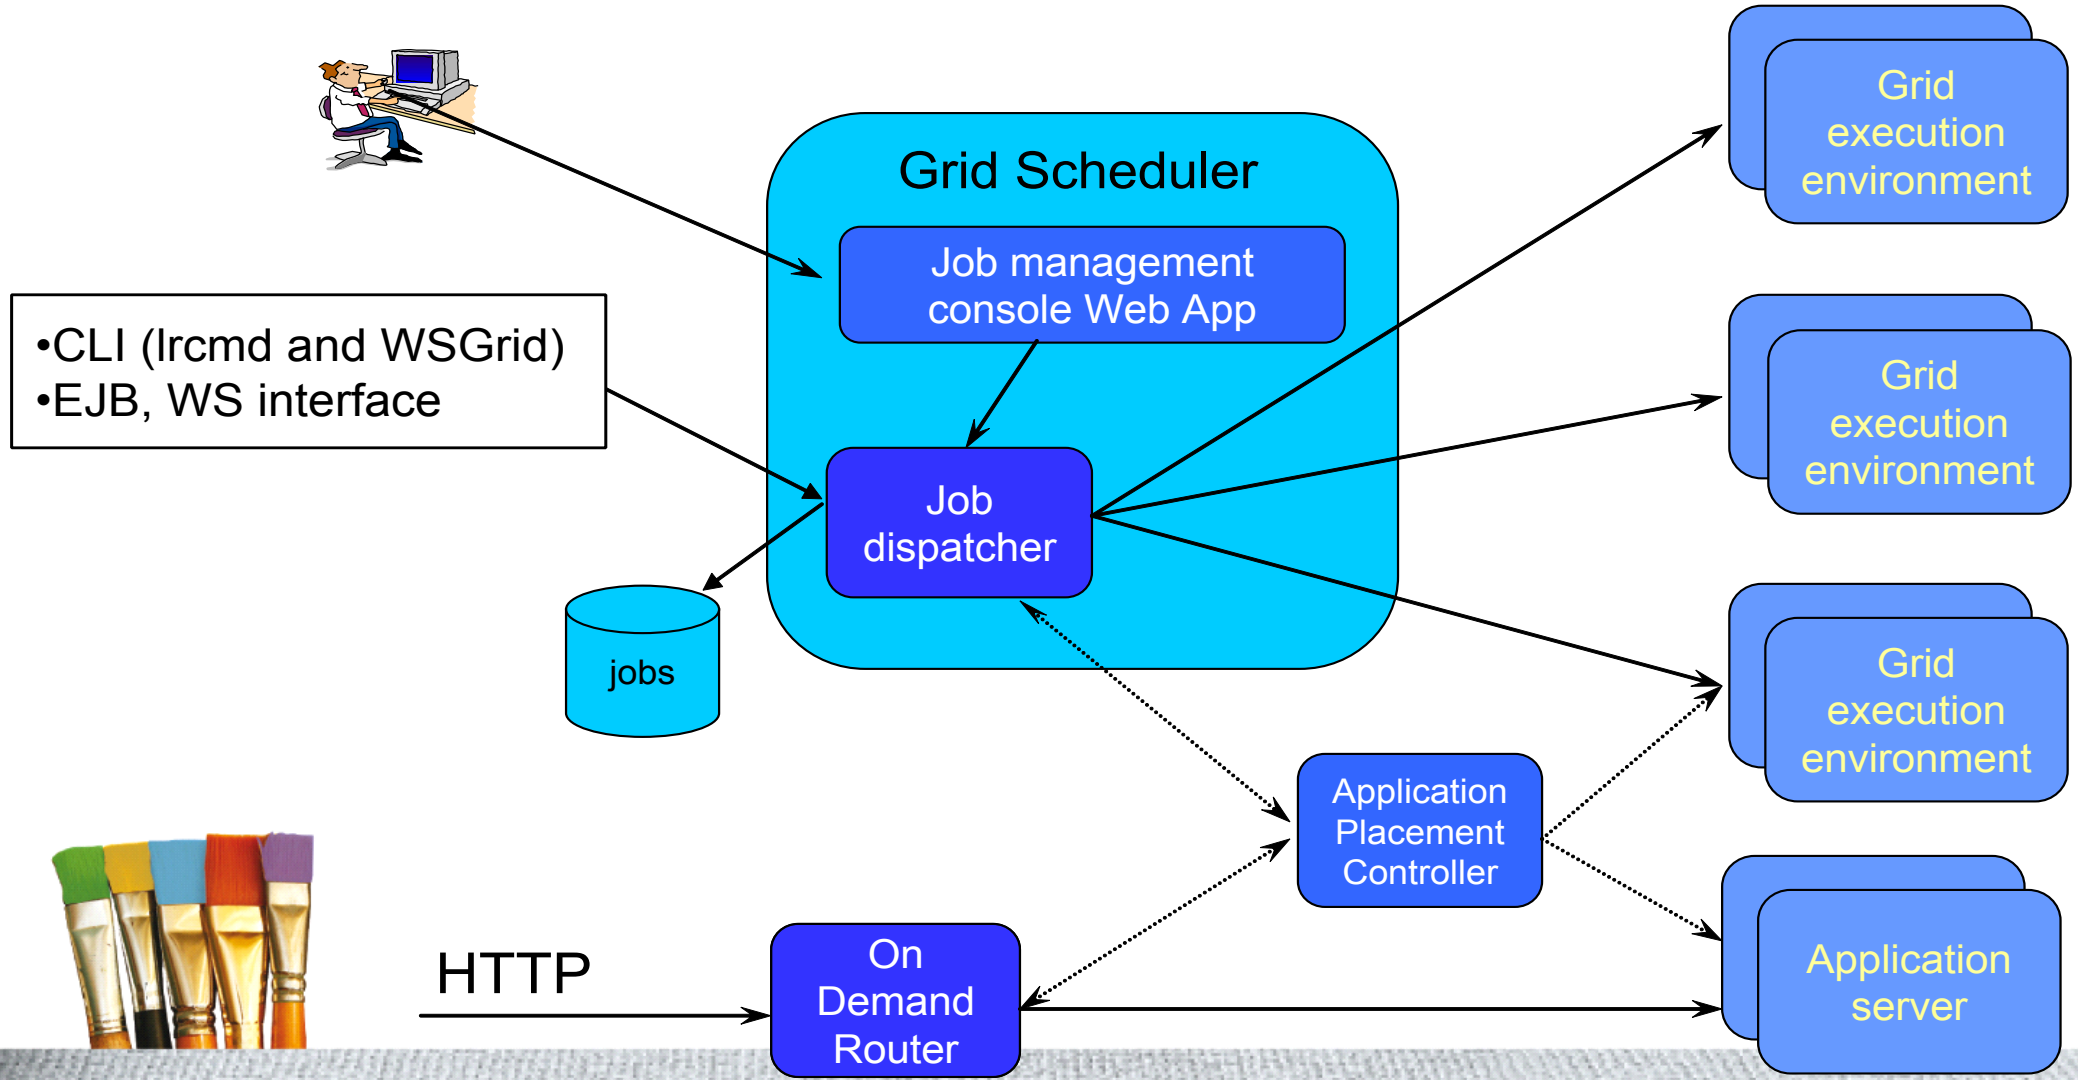 Grid Scheduler
Job management
console Web App
•CLI (lrcmd and WSGrid)
•EJB, WS interface
Job
dispatcher
jobs
Grid
execution
environment
Grid
execution
environment
Grid
execution
environment
Application
Placement
Controller
HTTP
On
Demand
Router
Application
server